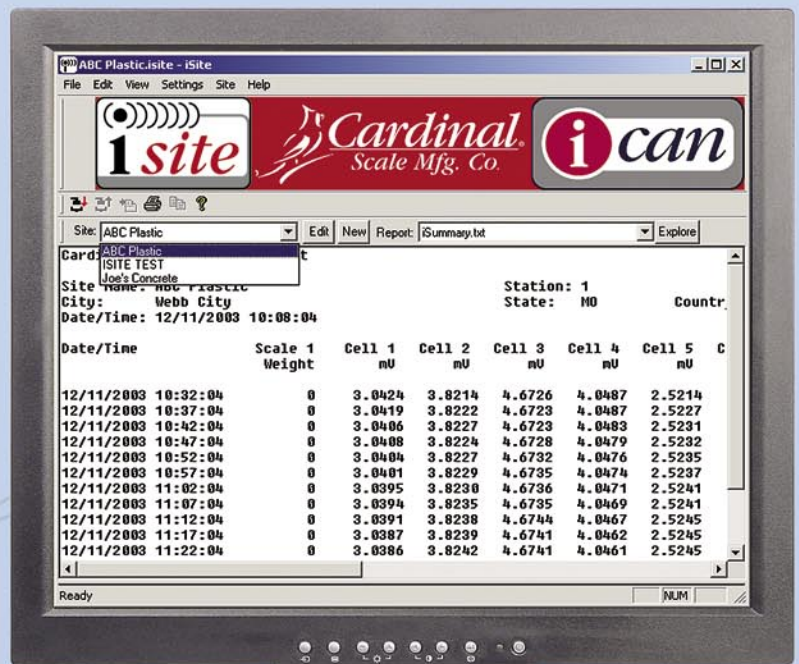 ABC Plastic.isite - iSite
File Edit View Settings Site Help
i site
Cardinal.
Scale Mfg. Co.
i can
Site: ABC Plastic Edit New Report: iSummary.txt Explore
ABC Plastic
ISITE TEST
Joe's Concrete
Card t
Site Name: ABC Plastic Station: 1
City: Webb City State: MO Countr
Date/Time: 12/11/2003 10:08:04
Date/Time Scale 1 Cell 1 Cell 2 Cell 3 Cell 4 Cell 5 C
Weight mV mV mV mV mV
12/11/2003 10:32:04 0 3.0424 3.8214 4.6726 4.0487 2.5214
12/11/2003 10:37:04 0 3.0419 3.8222 4.6723 4.0487 2.5227
12/11/2003 10:42:04 0 3.0406 3.8227 4.6723 4.0483 2.5231
12/11/2003 10:47:04 0 3.0408 3.8224 4.6728 4.0479 2.5232
12/11/2003 10:52:04 0 3.0404 3.8227 4.6732 4.0476 2.5235
12/11/2003 10:57:04 0 3.0401 3.8229 4.6735 4.0474 2.5237
12/11/2003 11:02:04 0 3.0395 3.8230 4.6736 4.0471 2.5241
12/11/2003 11:07:04 0 3.0394 3.8235 4.6735 4.0469 2.5241
12/11/2003 11:12:04 0 3.0391 3.8238 4.6744 4.0467 2.5245
12/11/2003 11:17:04 0 3.0387 3.8239 4.6741 4.0462 2.5245
12/11/2003 11:22:04 0 3.0386 3.8242 4.6741 4.0461 2.5245
Ready NUM